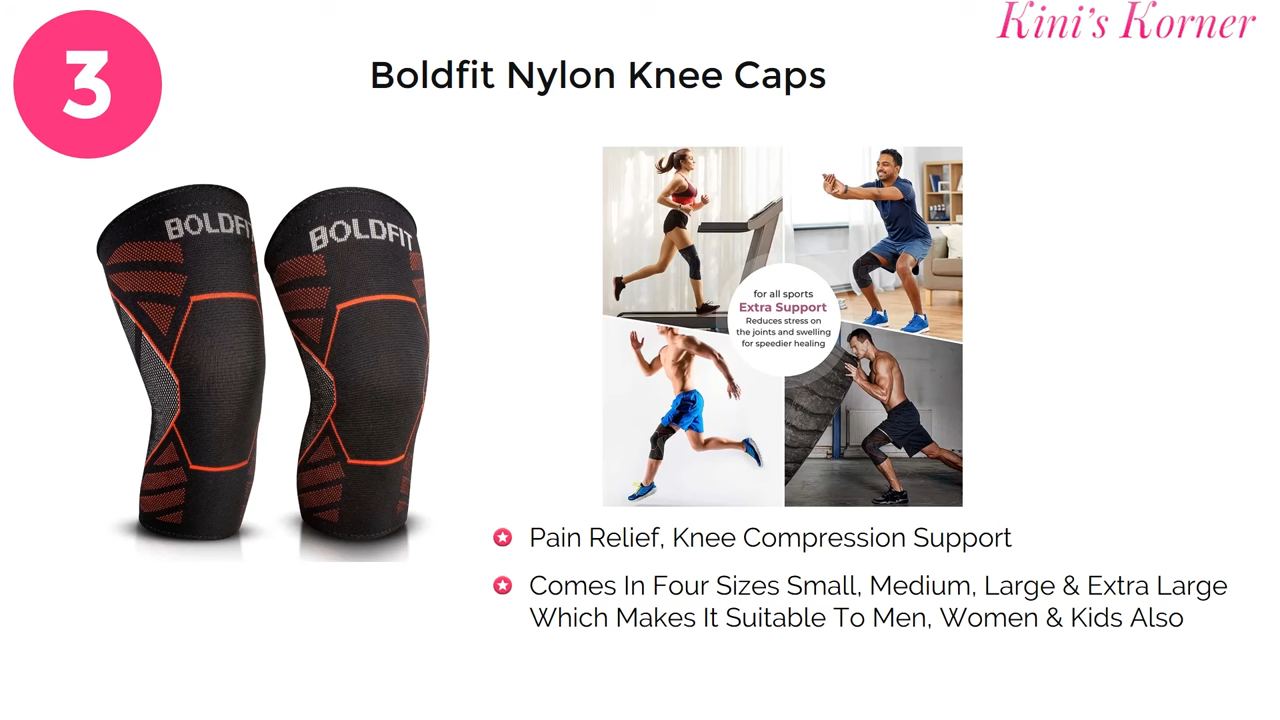 Kini's Korner
3
Boldfit Nylon Knee Caps
BOLDFIT
BOLDFIT
for all sports
Extra Support
Reduces stress on
the joints and swelling
for speedier healing
Pain Relief, Knee Compression Support
Comes In Four Sizes Small, Medium, Large & Extra Large
Which Makes It Suitable To Men, Women & Kids Also